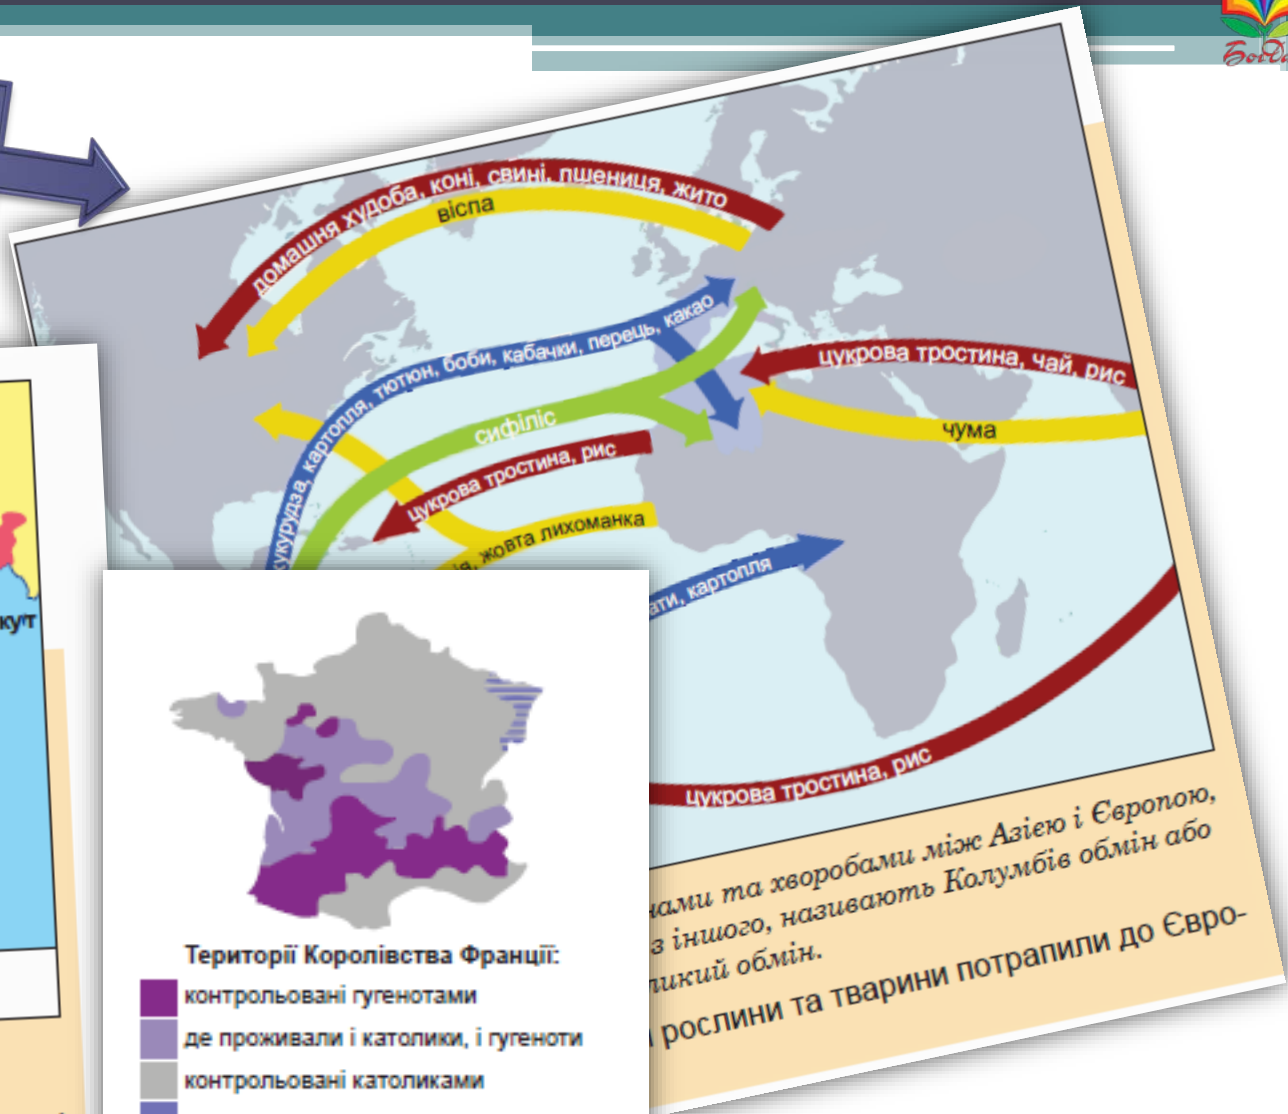 домашня худоба, коні, свині, пшениця, жито
віспа
кукурудза, картопля, тютюн, боби, кабачки, перець, какао
сифіліс
цукрова тростина, рис
жовта лихоманка
цукрова тростина, чай, рис
чума
картопля
цукрова тростина, рис
та хворобами між Азією і Європою,
з іншого, називають Колумбів обмін або
обмін.
рослини та тварини потрапили до Євро-
Території Королівства Франції:
контрольовані гугенотами
де проживали і католики, і гугеноти
контрольовані католиками